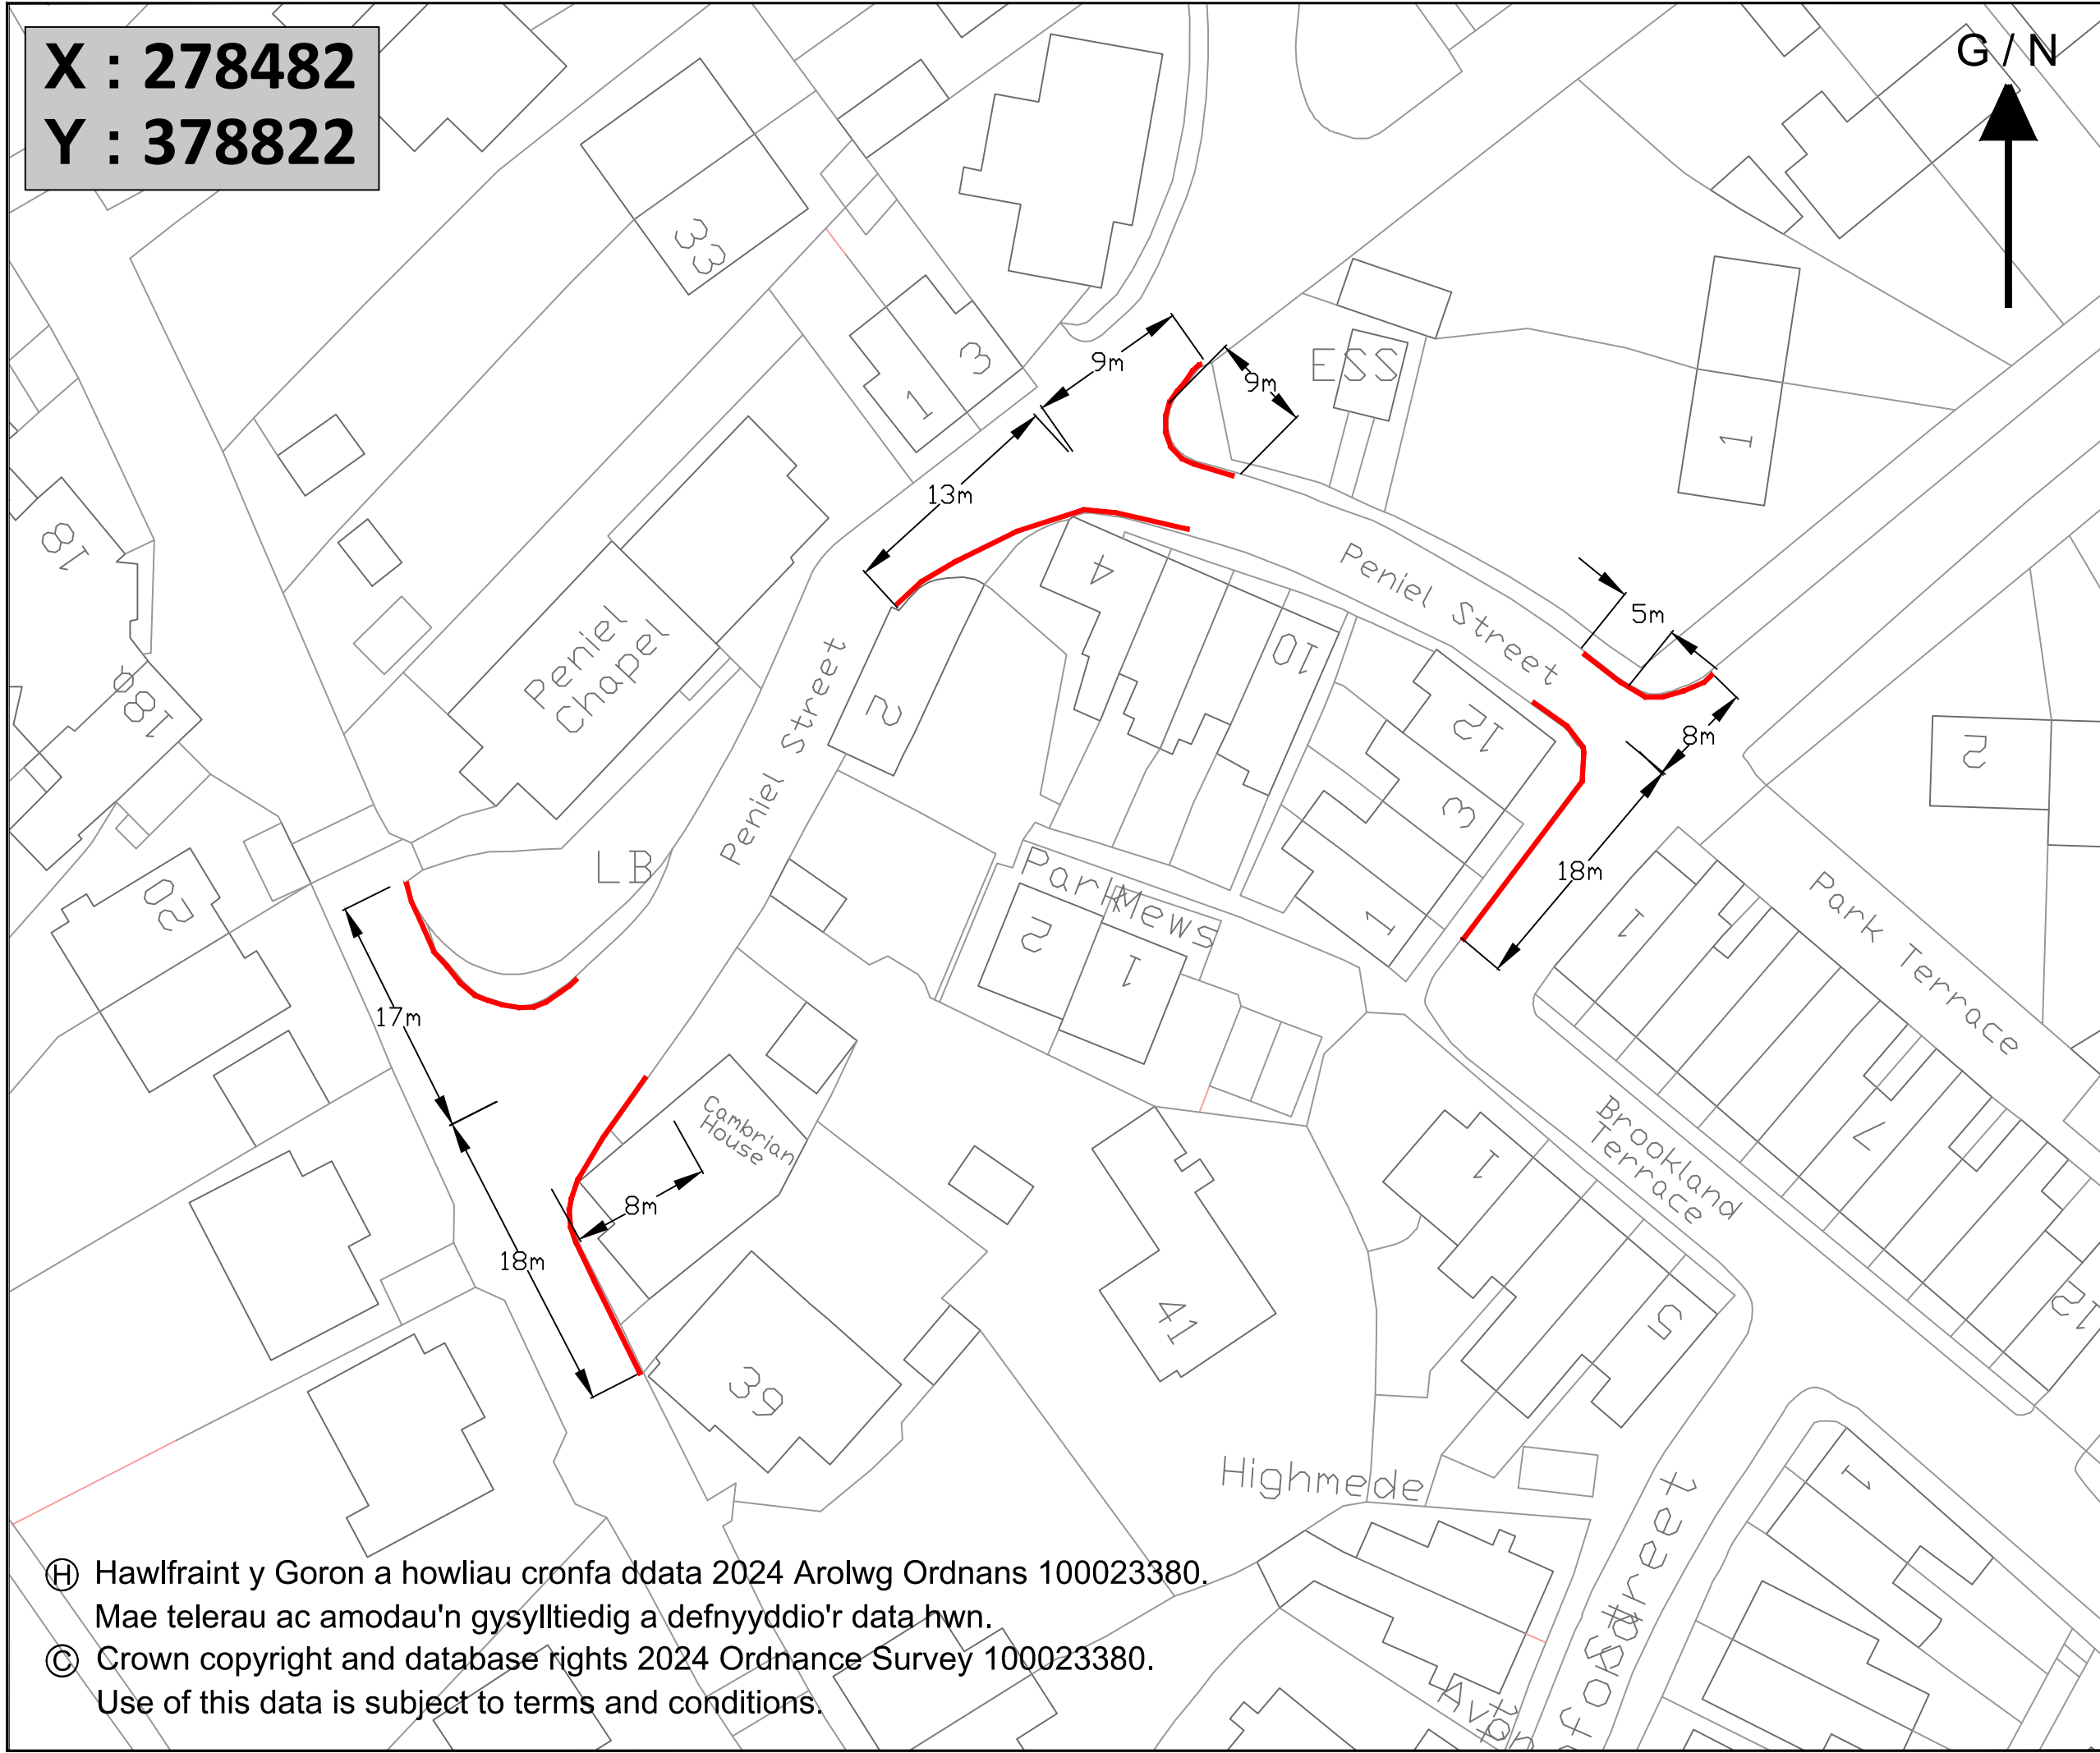 X : 278482
Y : 378822
G / N
33
ESS
9m
9m
3
1
1
13m
18
4
Peniel Street
5m
10
Peniel
Chapel
2
Peniel Street
12
8m
2
18a
3
18m
LB
Park Mews
20
2
1
1
1
Park Terrace
17m
Cambrian
House
Brookland
Terrace
7
1
8m
18m
5
12
41
39
Highmede
1
Ⓗ Hawlfraint y Goron a howliau cronfa ddata 2024 Arolwg Ordnans 100023380.
Mae telerau ac amodau'n gysylltiedig a defnyyddio'r data hwn.
© Crown copyright and database rights 2024 Ordnance Survey 100023380.
Use of this data is subject to terms and conditions.